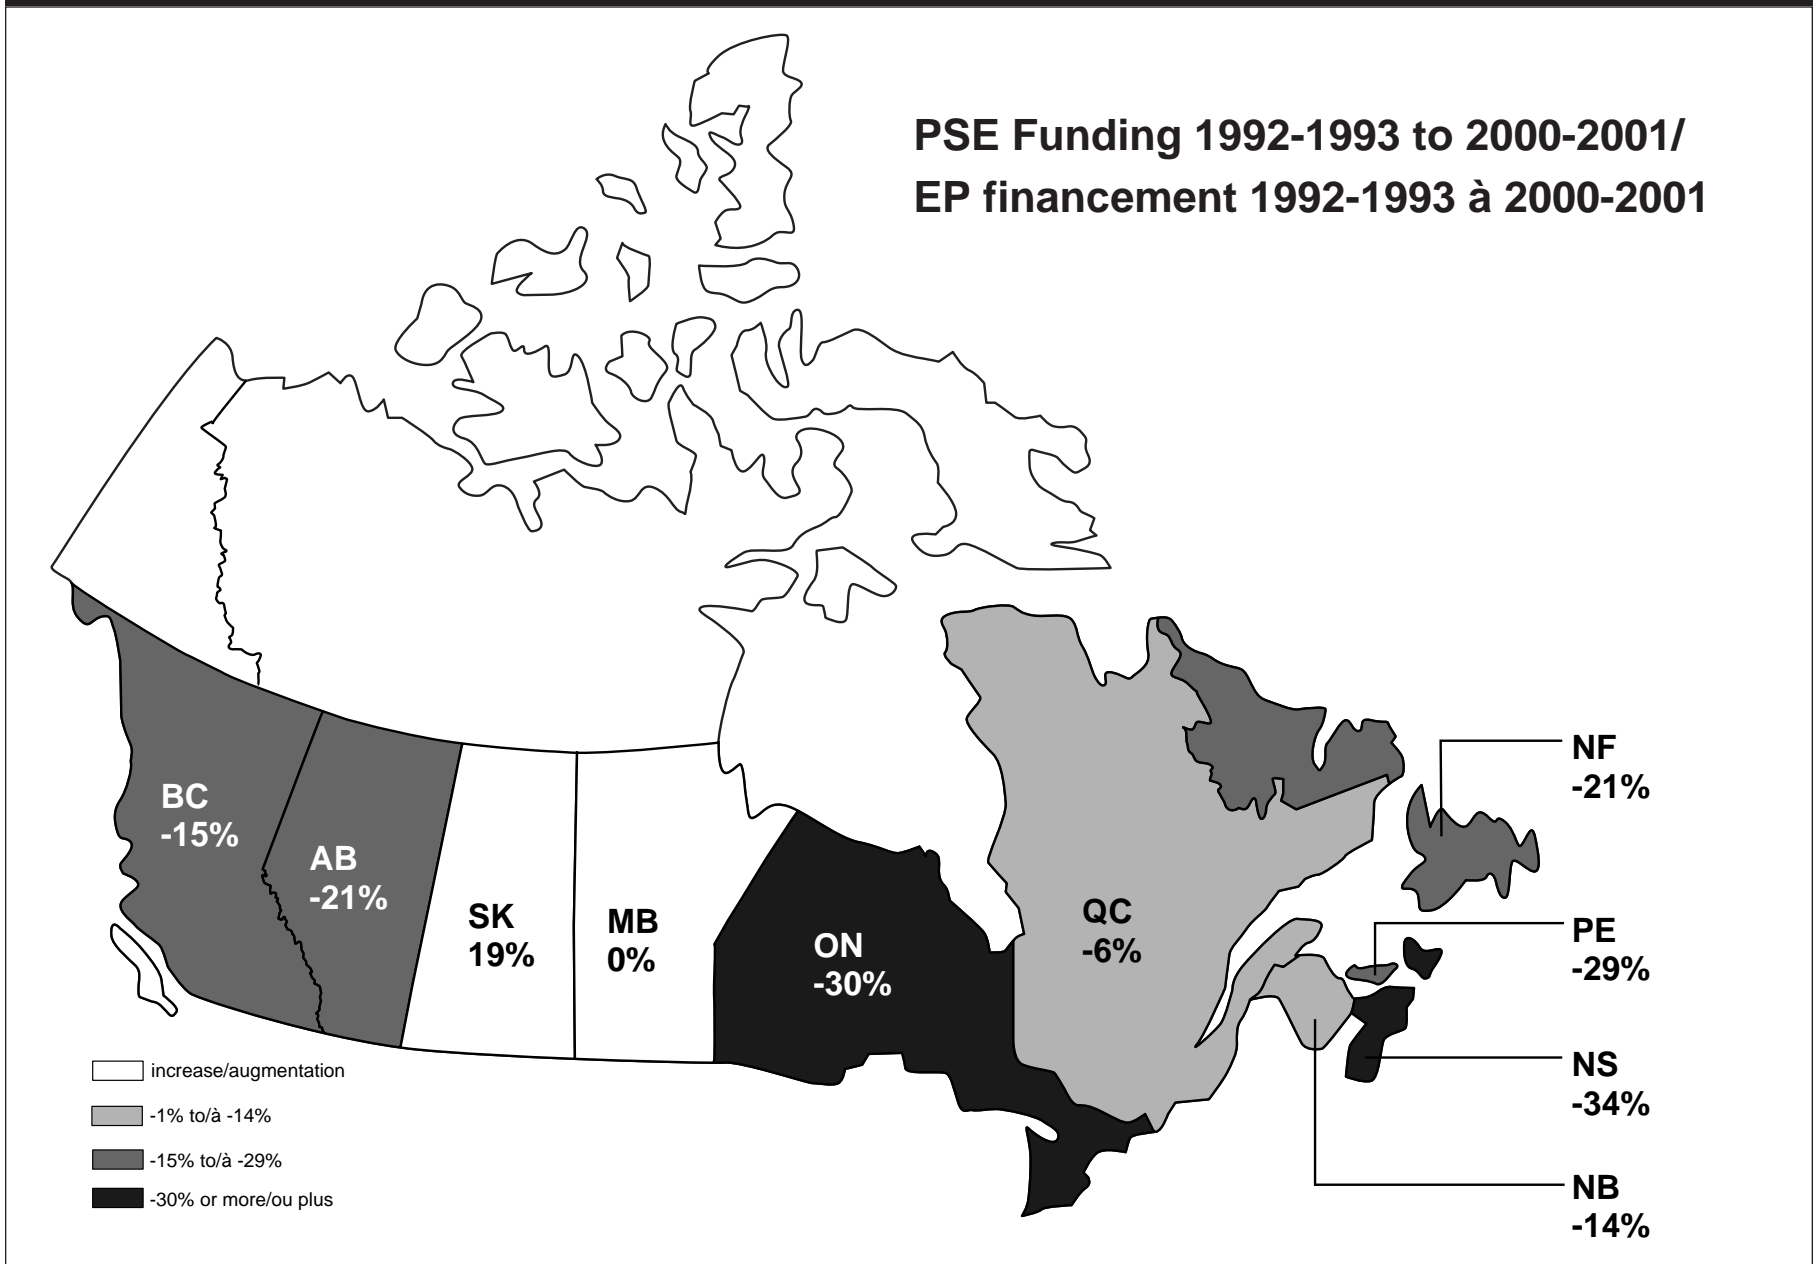 PSE Funding 1992-1993 to 2000-2001/
EP financement 1992-1993 à 2000-2001
BC
-15%
AB
-21%
SK
19%
MB
0%
ON
-30%
QC
-6%
NF
-21%
PE
-29%
NS
-34%
NB
-14%
increase/augmentation
-1% to/à -14%
-15% to/à -29%
-30% or more/ou plus